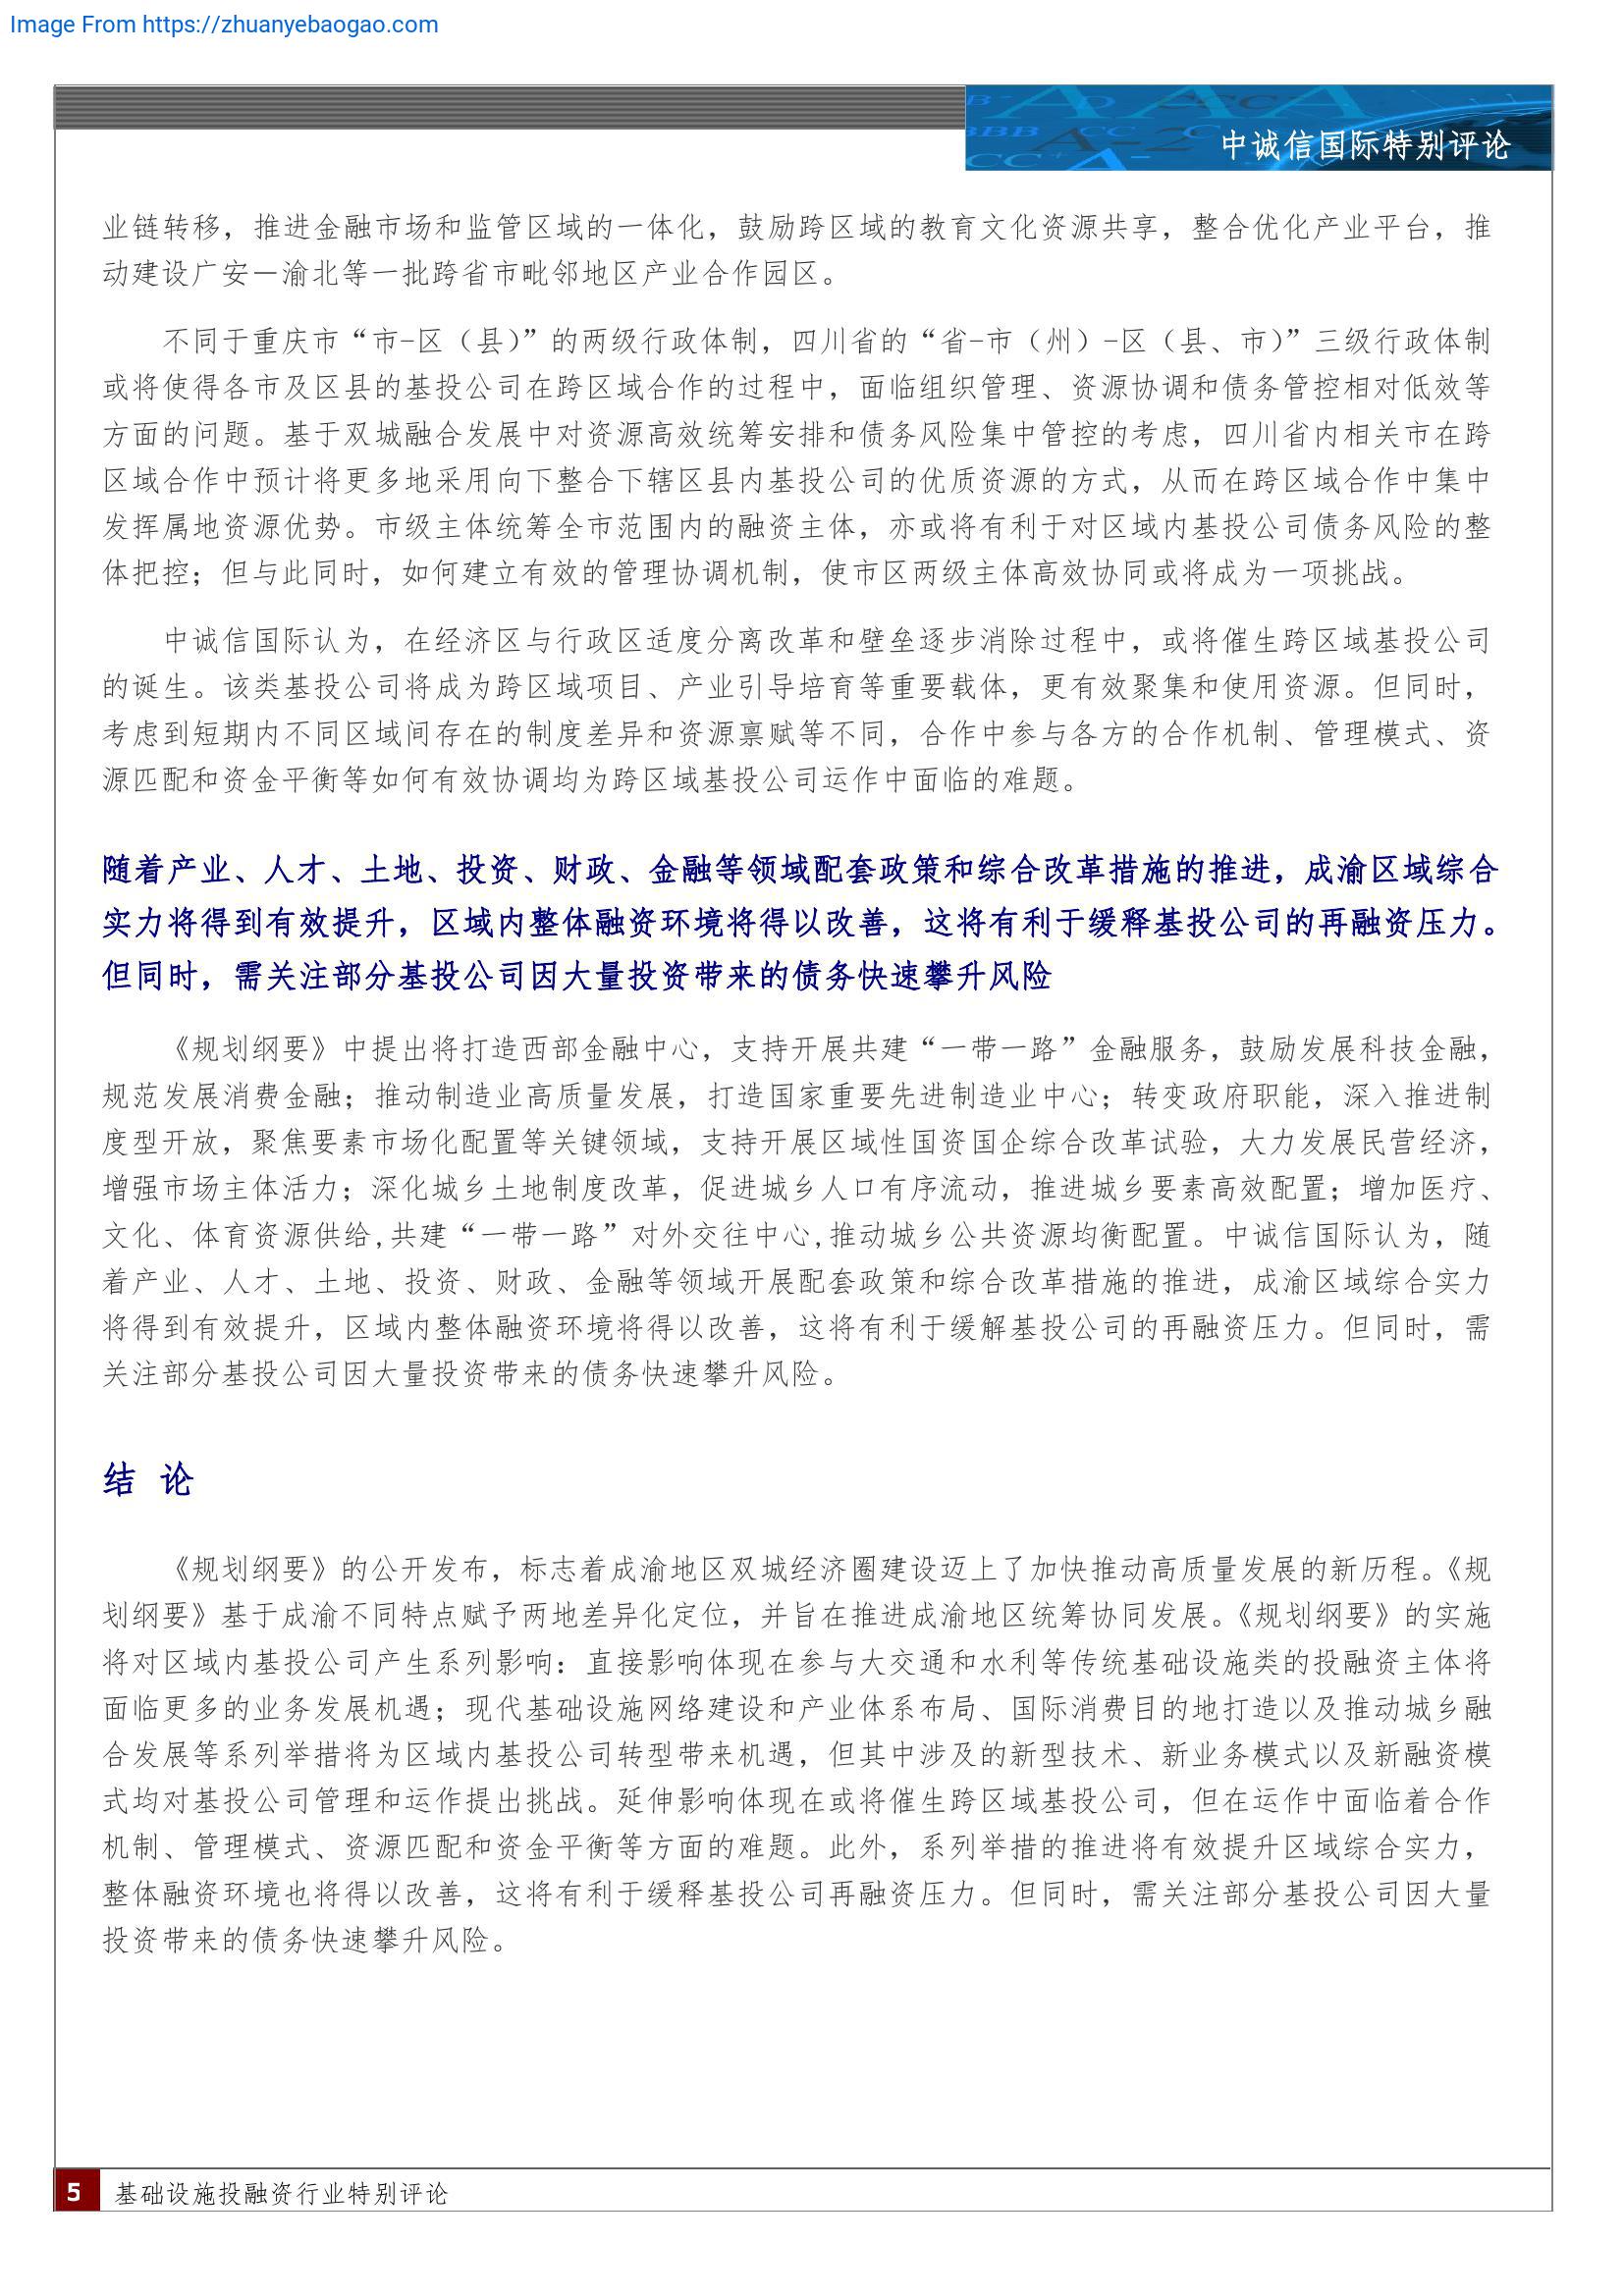 Image From https://zhuanyebaogao.com
中诚信国际特别评论
业链转移，推进金融市场和监管区域的一体化，鼓励跨区域的教育文化资源共享，整合优化产业平台，推
动建设广安—渝北等一批跨省市毗邻地区产业合作园区。
不同于重庆市“市-区（县）”的两级行政体制，四川省的“省-市（州）-区（县、市）”三级行政体制
或将使得各市及区县的基投公司在跨区域合作的过程中，面临组织管理、资源协调和债务管控相对低效等
方面的问题。基于双城融合发展中对资源高效统筹安排和债务风险集中管控的考虑，四川省内相关市在跨
区域合作中预计将更多地采用向下整合下辖区县内基投公司的优质资源的方式，从而在跨区域合作中集中
发挥属地资源优势。市级主体统筹全市范围内的融资主体，亦或将有利于对区域内基投公司债务风险的整
体把控；但与此同时，如何建立有效的管理协调机制，使市区两级主体高效协同或将成为一项挑战。
中诚信国际认为，在经济区与行政区适度分离改革和壁垒逐步消除过程中，或将催生跨区域基投公司
的诞生。该类基投公司将成为跨区域项目、产业引导培育等重要载体，更有效聚集和使用资源。但同时，
考虑到短期内不同区域间存在的制度差异和资源禀赋等不同，合作中参与各方的合作机制、管理模式、资
源匹配和资金平衡等如何有效协调均为跨区域基投公司运作中面临的难题。
随着产业、人才、土地、投资、财政、金融等领域配套政策和综合改革措施的推进，成渝区域综合
实力将得到有效提升，区域内整体融资环境将得以改善，这将有利于缓释基投公司的再融资压力。
但同时，需关注部分基投公司因大量投资带来的债务快速攀升风险
《规划纲要》中提出将打造西部金融中心，支持开展共建“一带一路”金融服务，鼓励发展科技金融，
规范发展消费金融；推动制造业高质量发展，打造国家重要先进制造业中心；转变政府职能，深入推进制
度型开放，聚焦要素市场化配置等关键领域，支持开展区域性国资国企综合改革试验，大力发展民营经济，
增强市场主体活力；深化城乡土地制度改革，促进城乡人口有序流动，推进城乡要素高效配置；增加医疗、
文化、体育资源供给,共建“一带一路”对外交往中心,推动城乡公共资源均衡配置。中诚信国际认为，随
着产业、人才、土地、投资、财政、金融等领域开展配套政策和综合改革措施的推进，成渝区域综合实力
将得到有效提升，区域内整体融资环境将得以改善，这将有利于缓解基投公司的再融资压力。但同时，需
关注部分基投公司因大量投资带来的债务快速攀升风险。
结 论
《规划纲要》的公开发布，标志着成渝地区双城经济圈建设迈上了加快推动高质量发展的新历程。《规
划纲要》基于成渝不同特点赋予两地差异化定位，并旨在推进成渝地区统筹协同发展。《规划纲要》的实施
将对区域内基投公司产生系列影响：直接影响体现在参与大交通和水利等传统基础设施类的投融资主体将
面临更多的业务发展机遇；现代基础设施网络建设和产业体系布局、国际消费目的地打造以及推动城乡融
合发展等系列举措将为区域内基投公司转型带来机遇，但其中涉及的新型技术、新业务模式以及新融资模
式均对基投公司管理和运作提出挑战。延伸影响体现在或将催生跨区域基投公司，但在运作中面临着合作
机制、管理模式、资源匹配和资金平衡等方面的难题。此外，系列举措的推进将有效提升区域综合实力，
整体融资环境也将得以改善，这将有利于缓释基投公司再融资压力。但同时，需关注部分基投公司因大量
投资带来的债务快速攀升风险。
5 基础设施投融资行业特别评论